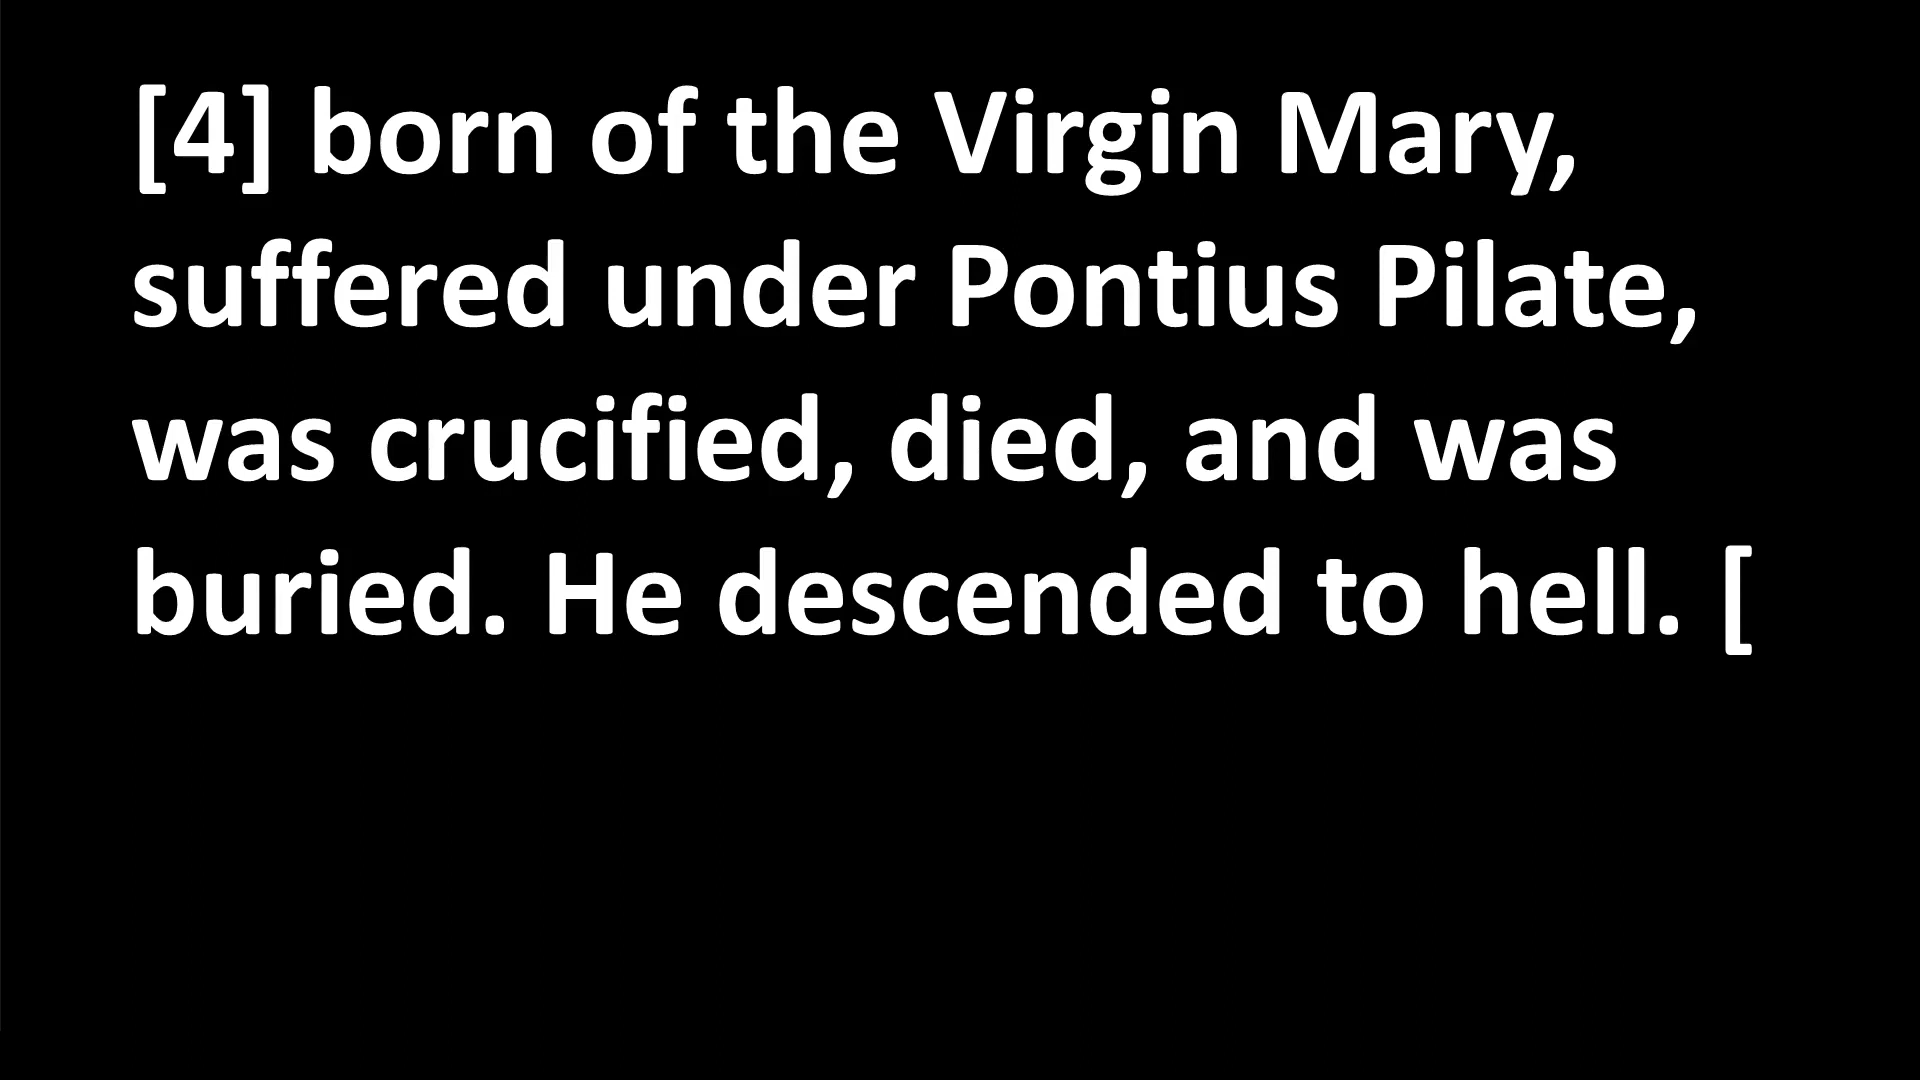 [4] born of the Virgin Mary,
suffered under Pontius Pilate,
was crucified, died, and was
buried. He descended to hell. [